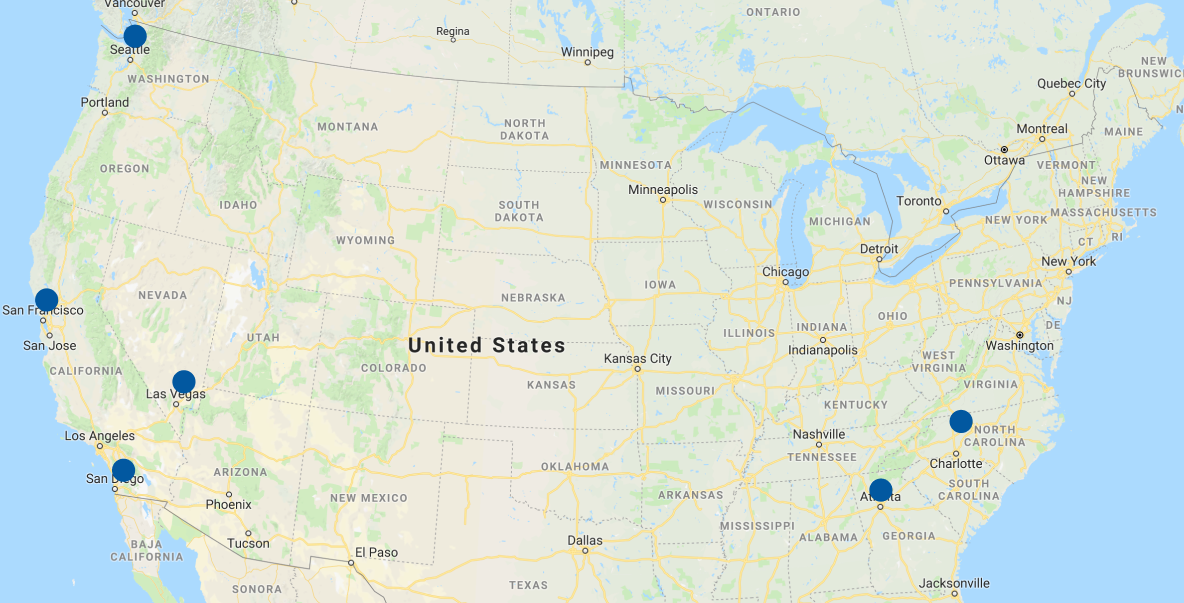 Vancouver
ONTARIO
Regina
Winnipeg
Seattle
WASHINGTON
NEW
BRUNSWIC
Quebec City
Portland
MONTANA
NORTH
DAKOTA
Montreal
MAINE
Ottawa
OREGON
MINNESOTA
VERMONT
NEW
HAMPSHIRE
Minneapolis
IDAHO
SOUTH
DAKOTA
WISCONSIN
Toronto
MICHIGAN
NEW YORK
MASSACHUSETTS
WYOMING
Detroit
CT
RI
Chicago
New York
NEVADA
NEBRASKA
IOWA
PENNSYLVANIA
NJ
San Francisco
OHIO
UTAH
ILLINOIS
INDIANA
DE
San Jose
United States
Indianapolis
Washington
CALIFORNIA
COLORADO
Kansas City
WEST
VIRGINIA
KANSAS
MISSOURI
VIRGINIA
Las Vegas
KENTUCKY
Los Angeles
Nashville
NORTH
CAROLINA
TENNESSEE
Charlotte
San Diego
ARIZONA
OKLAHOMA
Phoenix
NEW MEXICO
ARKANSAS
Atlanta
SOUTH
CAROLINA
MISSISSIPPI
ALABAMA
GEORGIA
Tucson
BAJA
CALIFORNIA
El Paso
Dallas
SONORA
TEXAS
Jacksonville